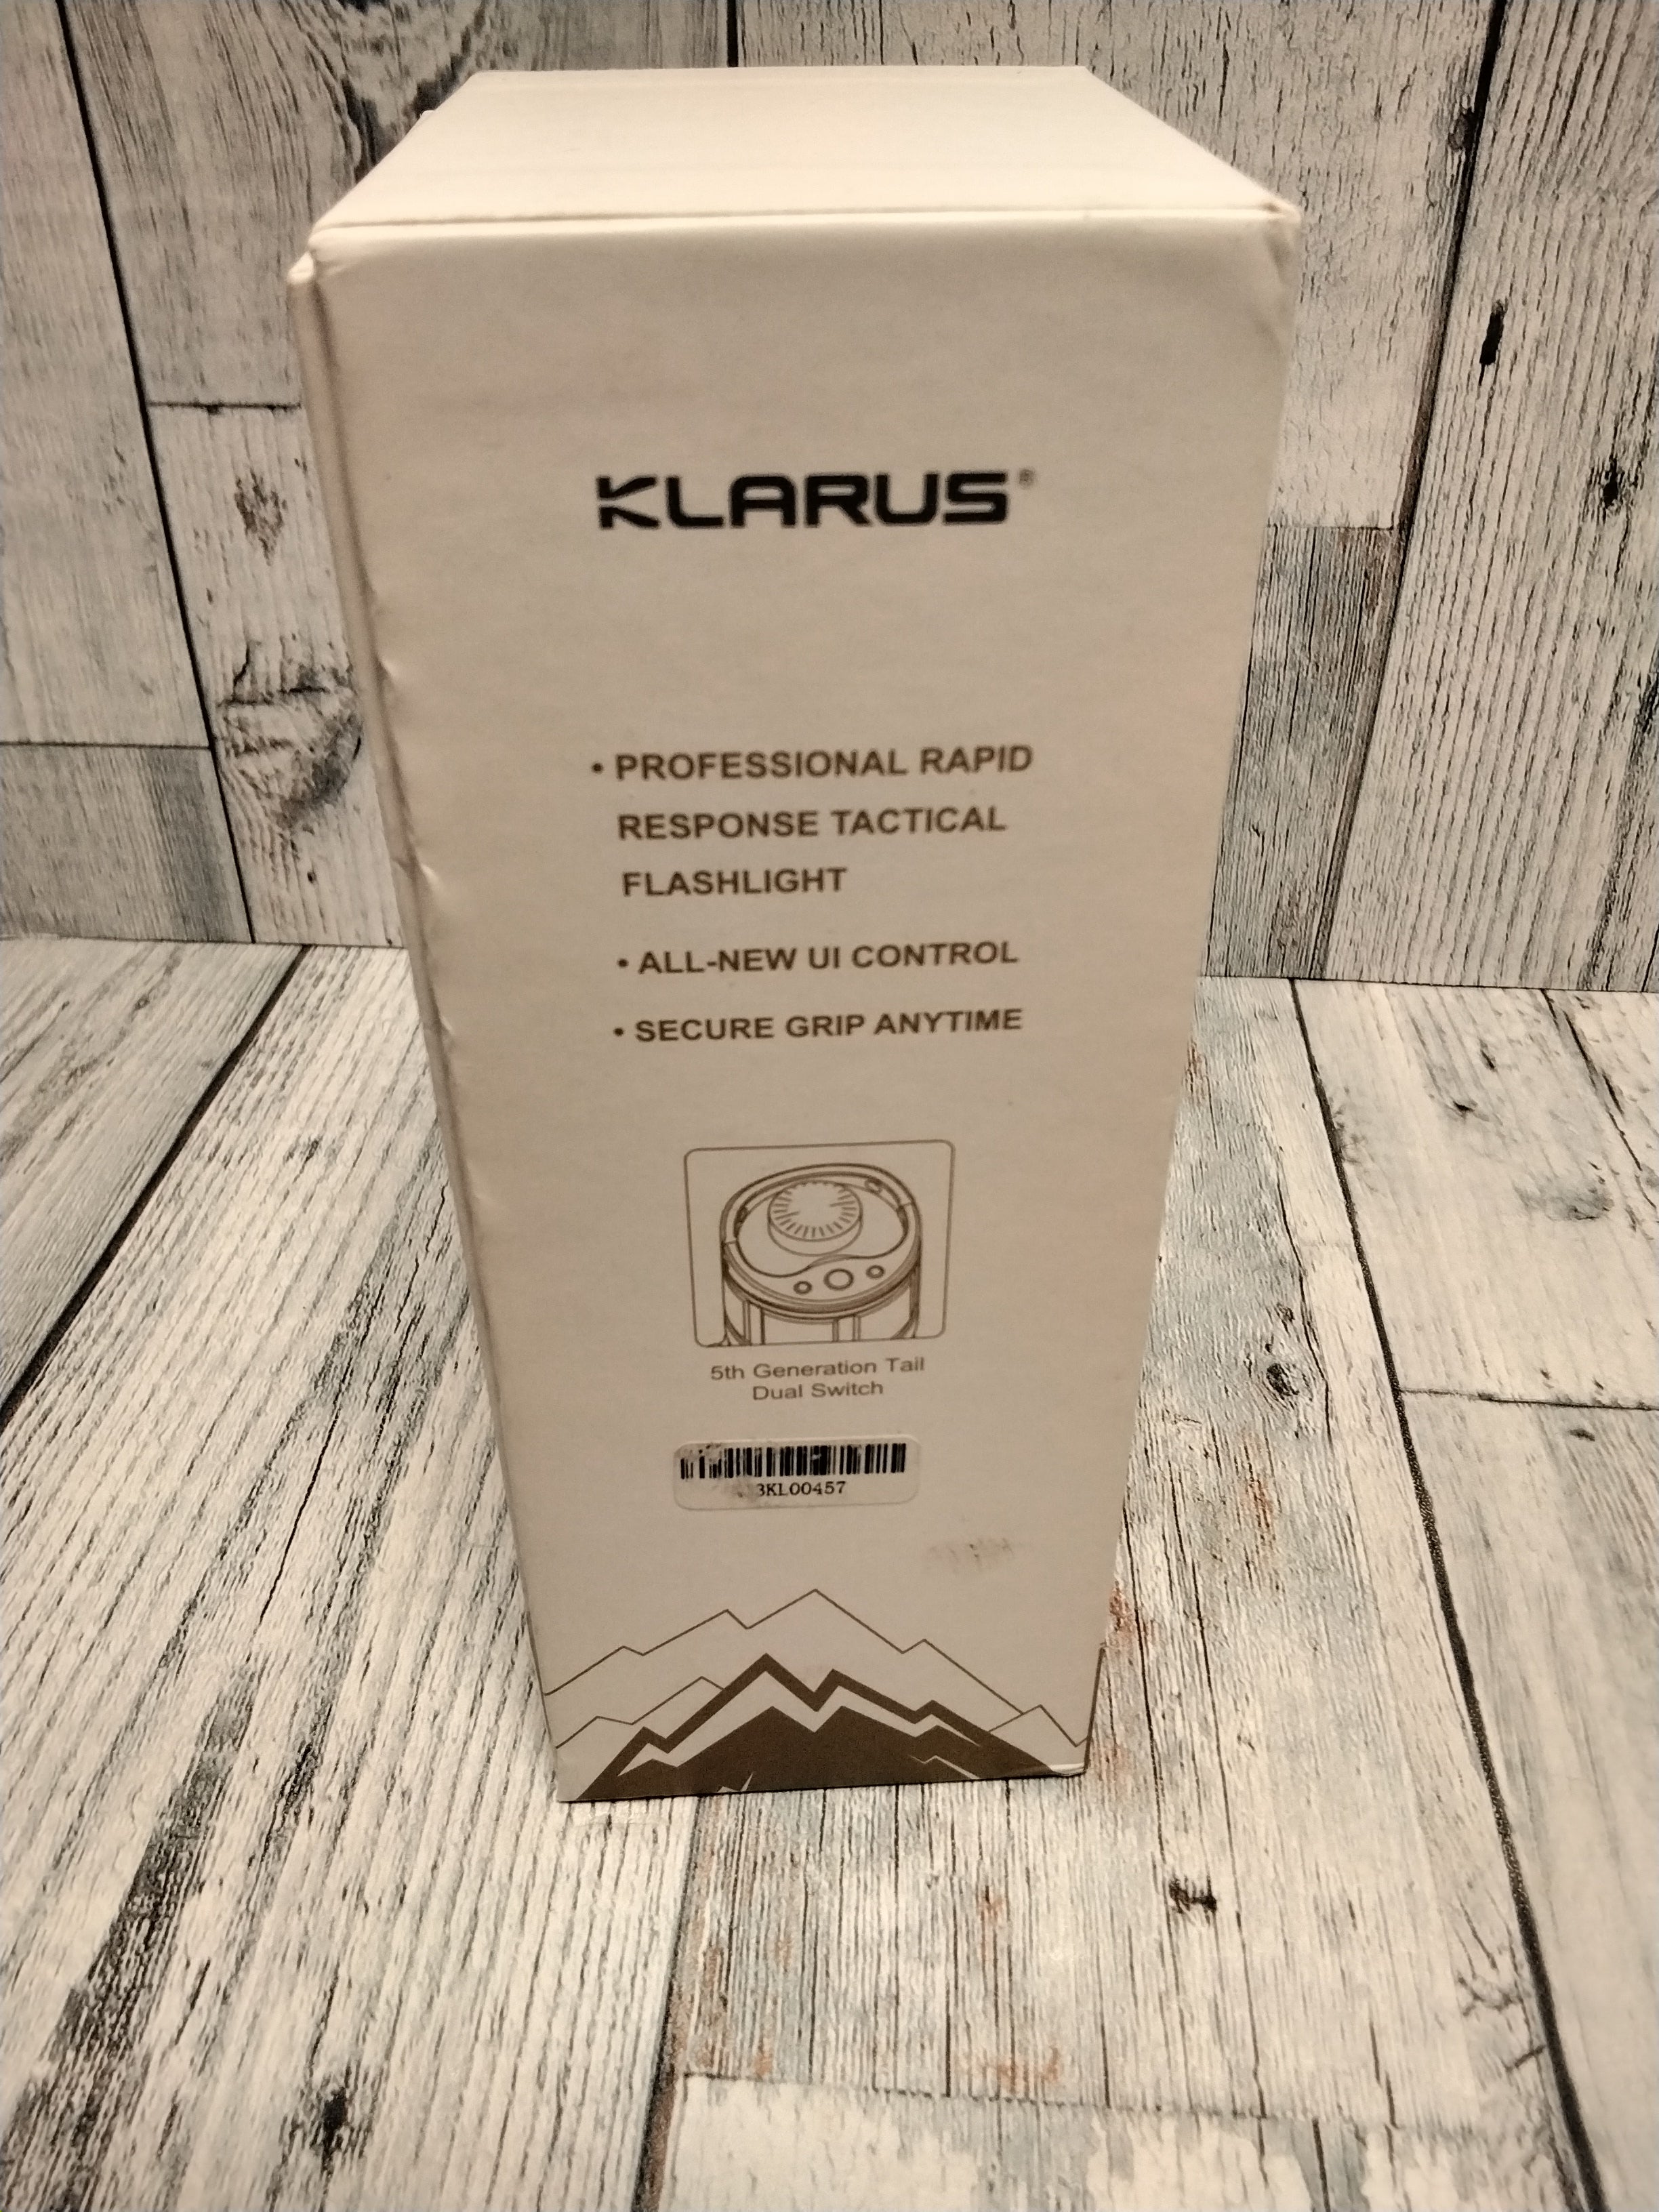 KLARUS®
• PROFESSIONAL RAPID
RESPONSE TACTICAL
FLASHLIGHT
• ALL-NEW UI CONTROL
• SECURE GRIP ANYTIME
5th Generation Tail
Dual Switch
3KL00457